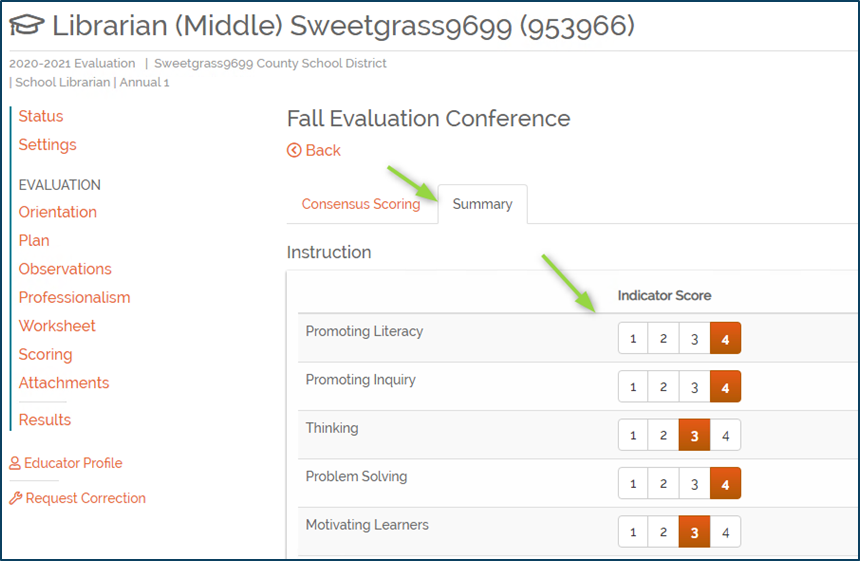 Librarian (Middle) Sweetgrass9699 (953966)
2020-2021 Evaluation | Sweetgrass9699 County School District
| School Librarian | Annual 1
Status
Settings
EVALUATION
Orientation
Plan
Observations
Professionalism
Worksheet
Scoring
Attachments
Results
Educator Profile
Request Correction
Fall Evaluation Conference
Back
Consensus Scoring Summary
Instruction
Indicator Score
Promoting Literacy 1 2 3 4
Promoting Inquiry 1 2 3 4
Thinking 1 2 3 4
Problem Solving 1 2 3 4
Motivating Learners 1 2 3 4